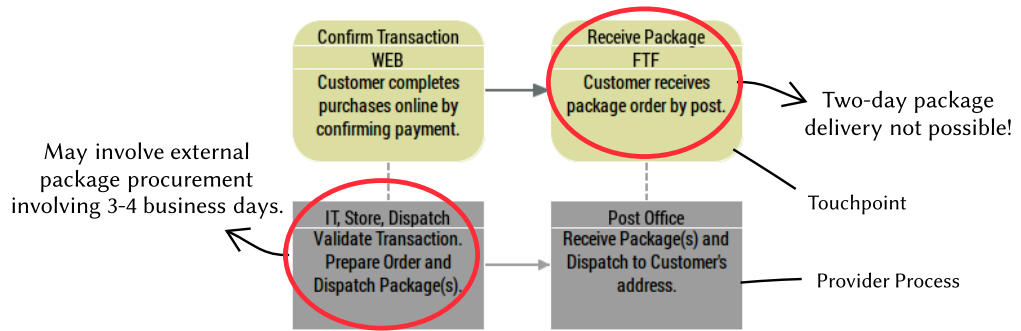 Confirm Transaction
WEB
Customer completes
purchases online by
confirming payment.
Receive Package
FTF
Customer receives
package order by post.
Two-day package
delivery not possible!
May involve external
package procurement
involving 3-4 business days.
Touchpoint
IT, Store, Dispatch
Validate Transaction.
Prepare Order and
Dispatch Package(s).
Post Office
Receive Package(s) and
Dispatch to Customer's
address.
Provider Process